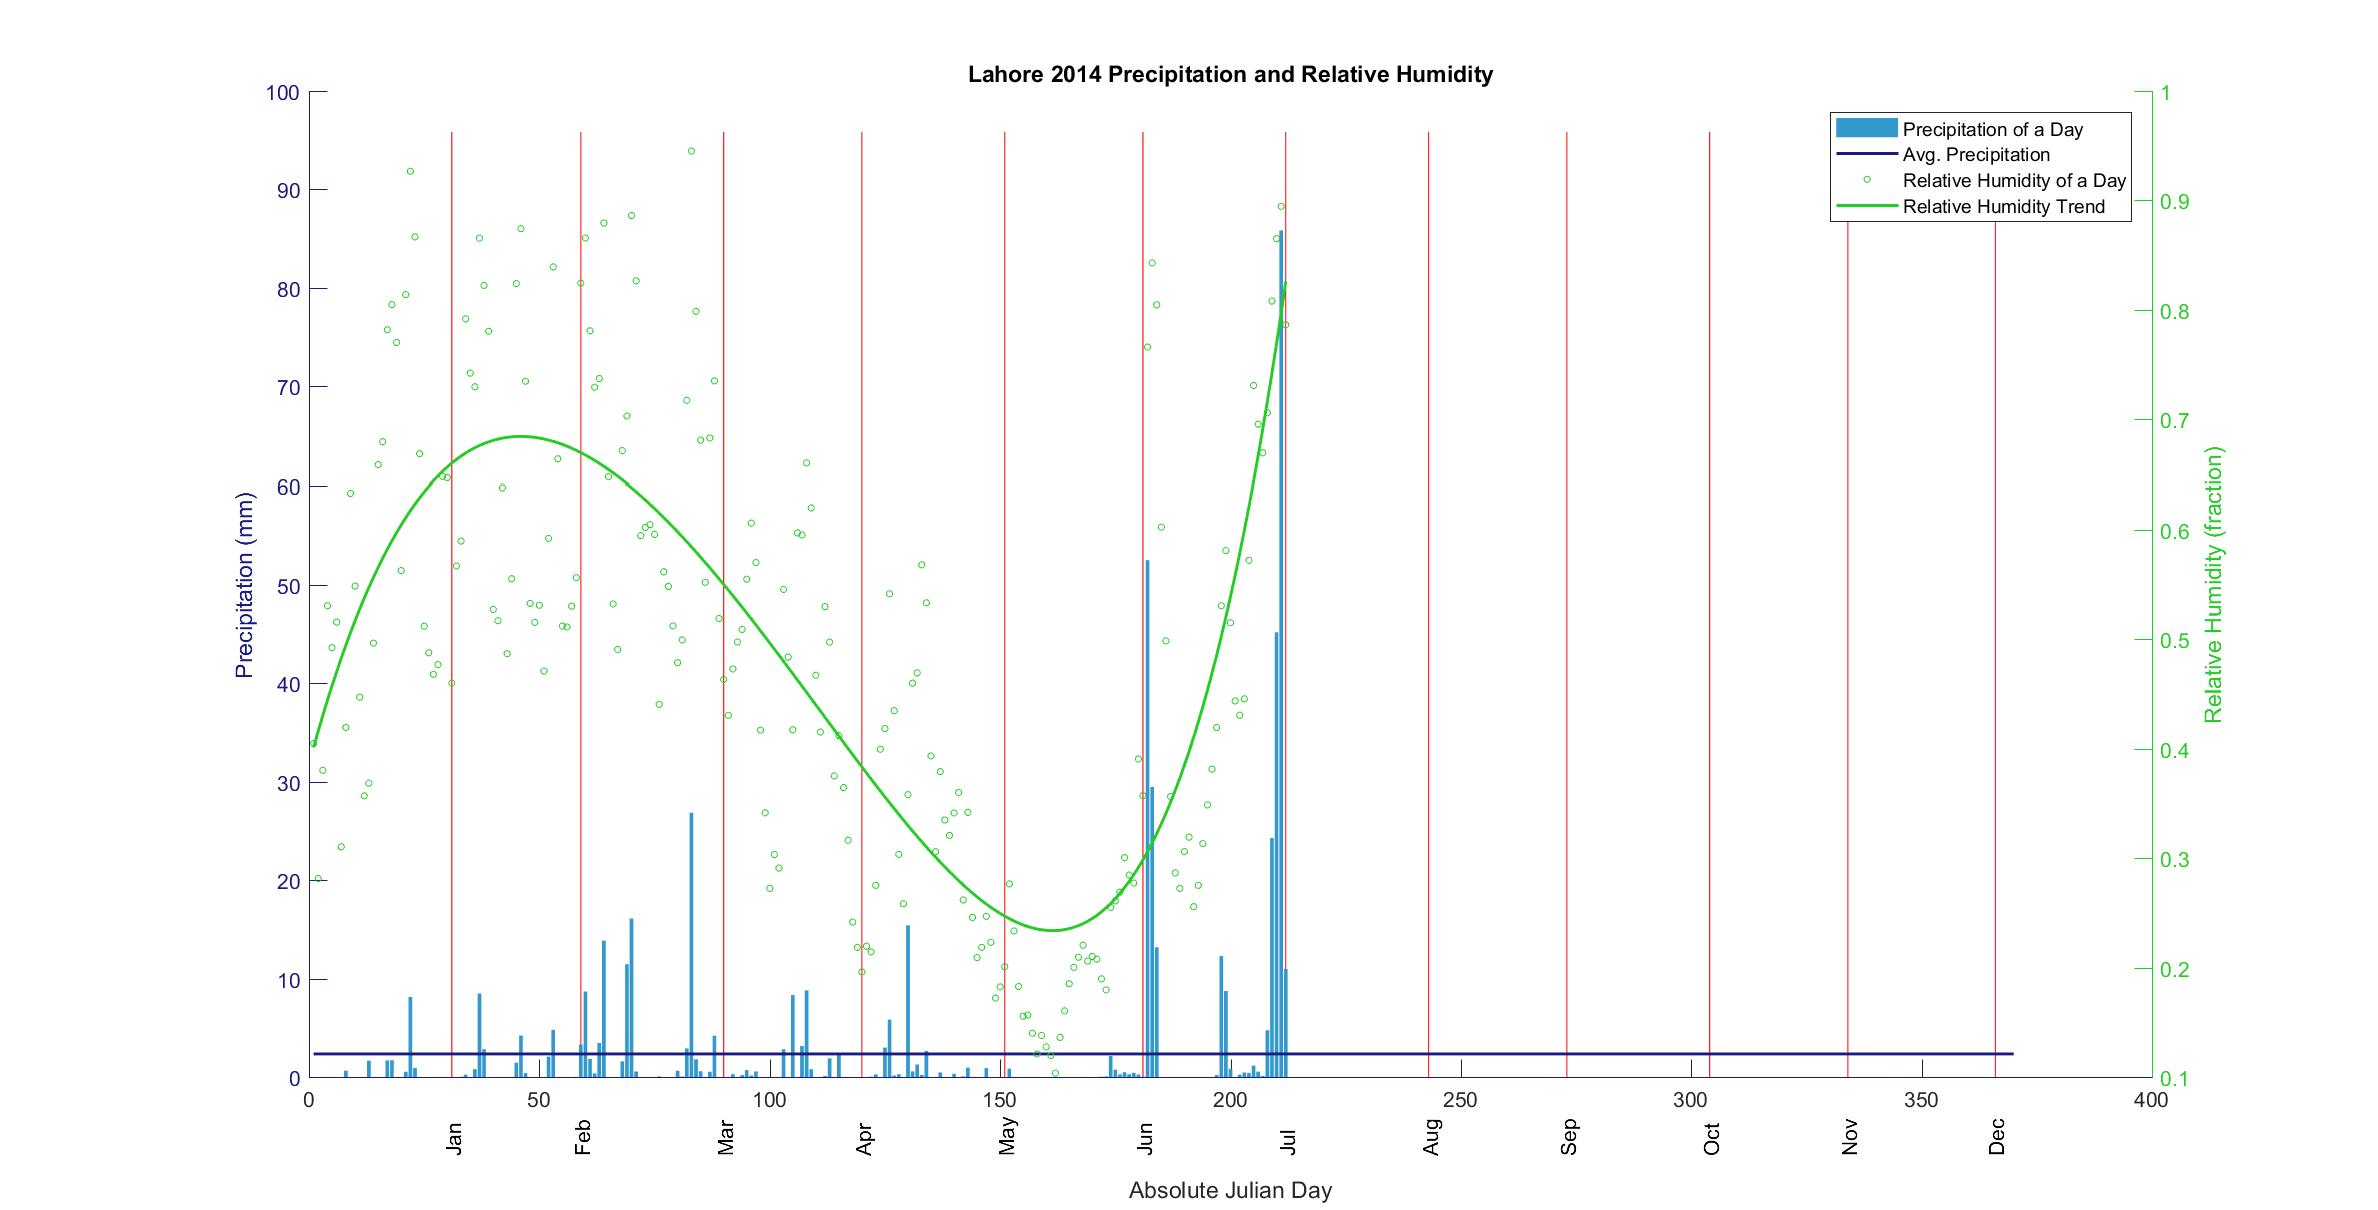 Lahore 2014 Precipitation and Relative Humidity
Precipitation of a Day
Avg. Precipitation
Relative Humidity of a Day
Relative Humidity Trend
Precipitation (mm)
100
90
80
70
60
50
40
30
20
10
0
Relative Humidity (fraction)
1
0.9
0.8
0.7
0.6
0.5
0.4
0.3
0.2
0.1
0 50 100 150 200 250 300 350 400
Jan Feb Mar Apr May Jun Jul Aug Sep Oct Nov Dec
Absolute Julian Day